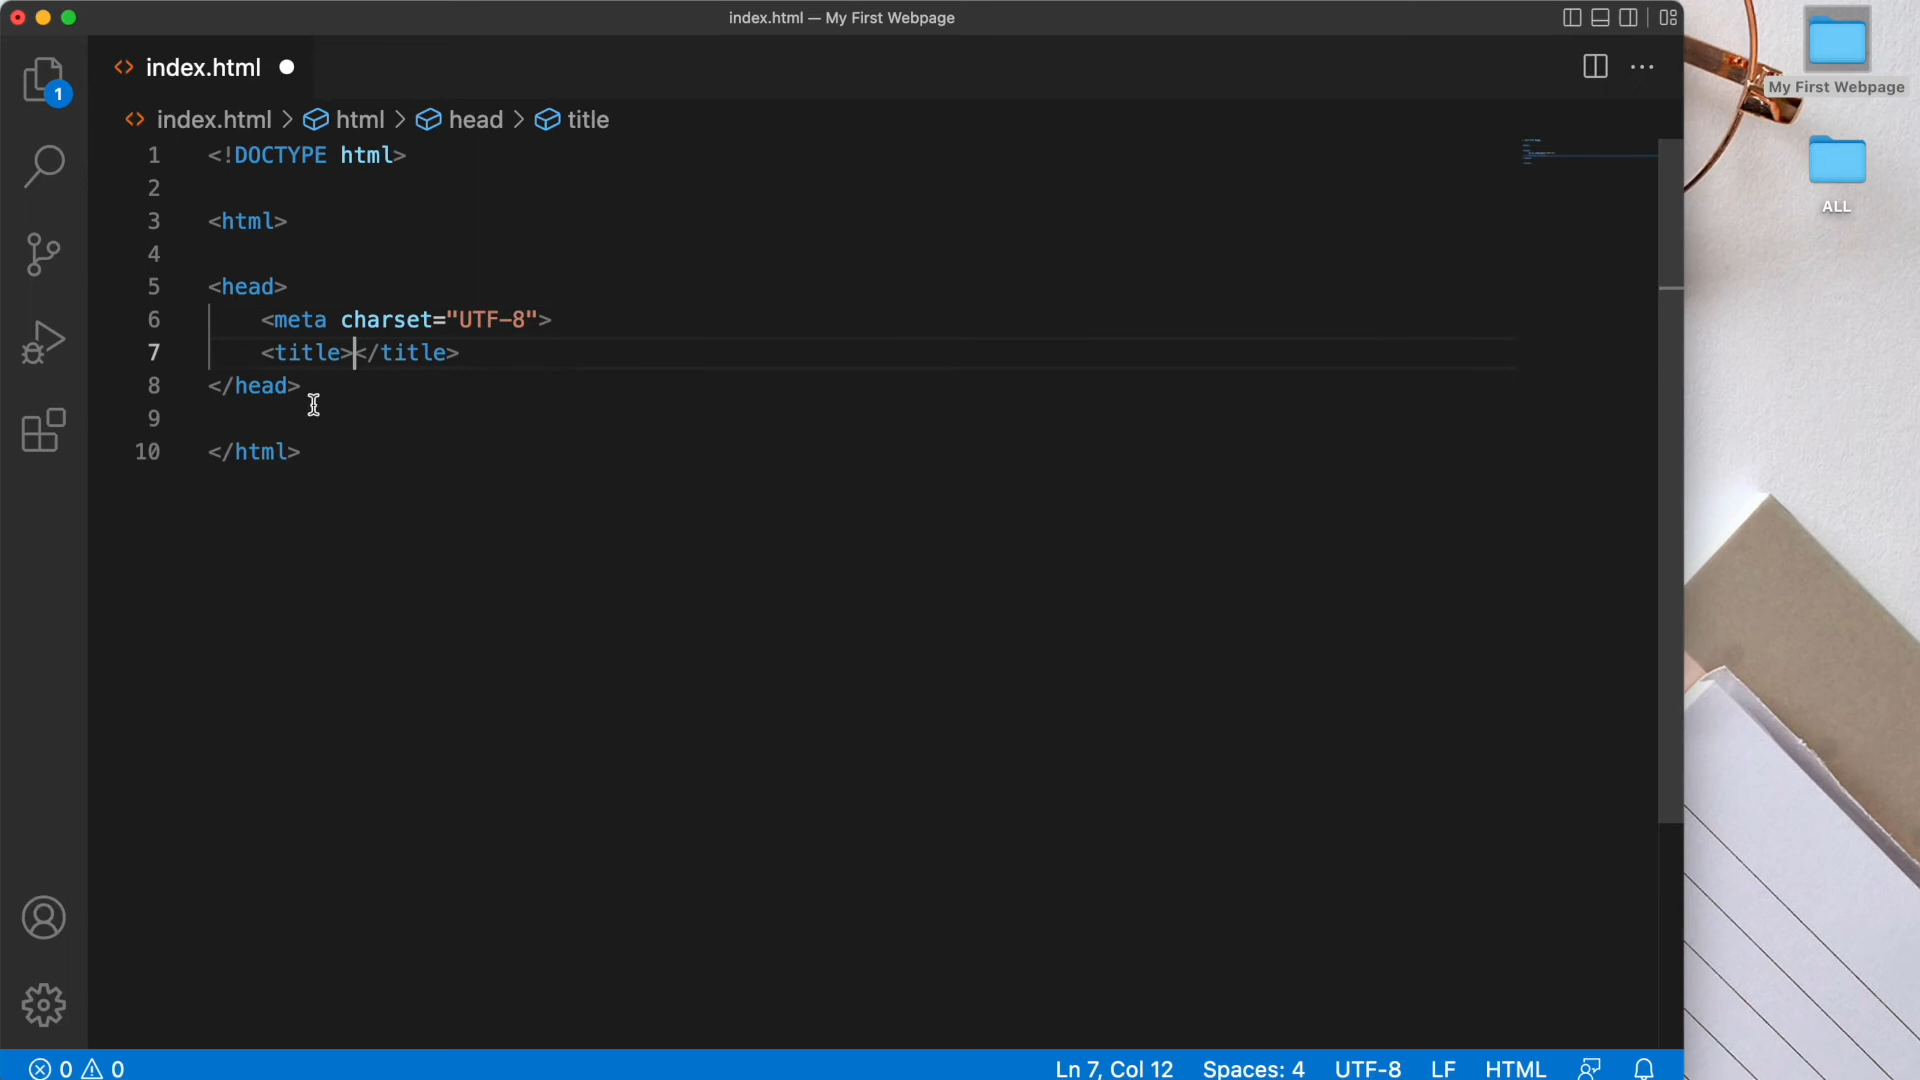 index.html — My First Webpage
index.html
1
index.html > html > head > title
1 <!DOCTYPE html>
2
3 <html>
4
5 <head>
6 <meta charset="UTF-8">
7 <title></title>
8 </head>
9
10 </html>
0 0
Ln 7, Col 12 Spaces: 4 UTF-8 LF HTML
My First Webpage
ALL